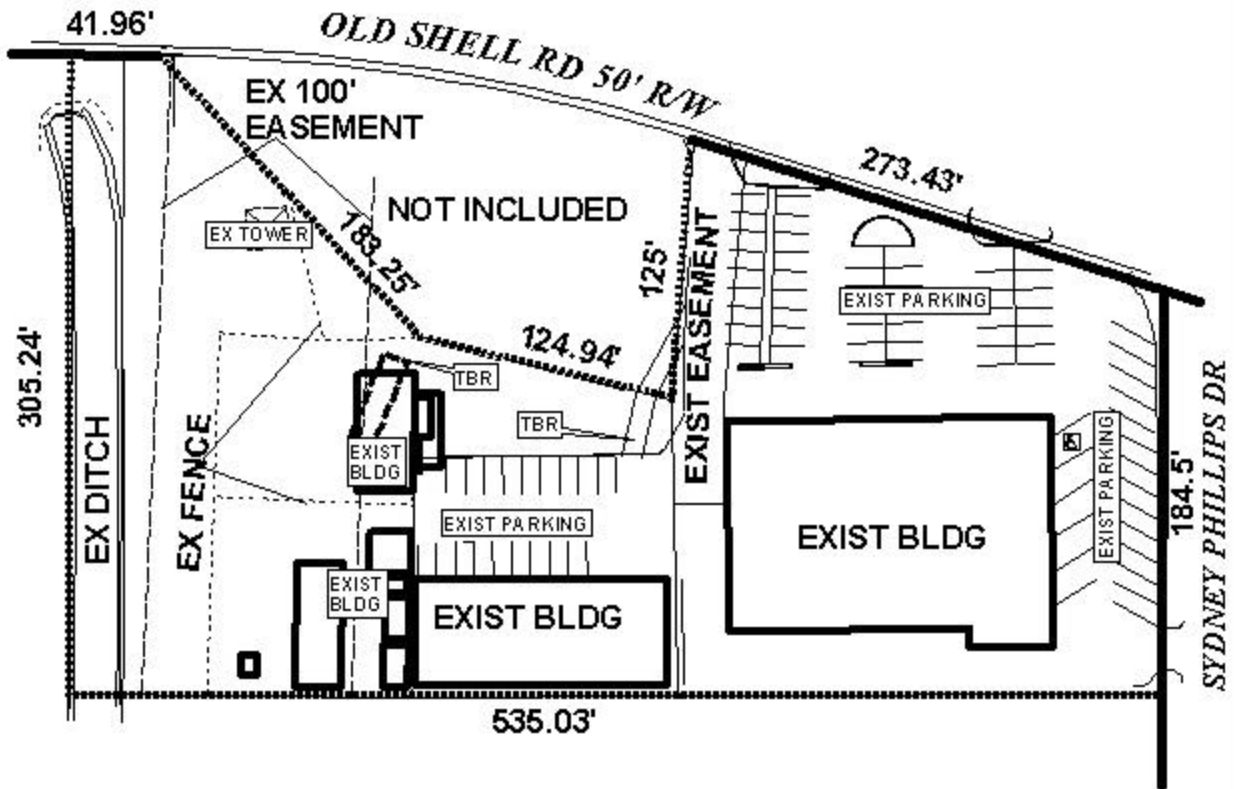 41.96'
OLD SHELL RD 50' R/W
EX 100'
EASEMENT
273.43'
NOT INCLUDED
EX TOWER
183.25'
125'
EXIST EASEMENT
EXIST PARKING
124.94'
305.24'
TBR
TBR
EX DITCH
EX FENCE
EXIST
BLDG
EXIST PARKING
EXIST BLDG
EXIST PARKING
184.5'
SYDNEY PHILLIPS DR
EXIST
BLDG
EXIST BLDG
535.03'